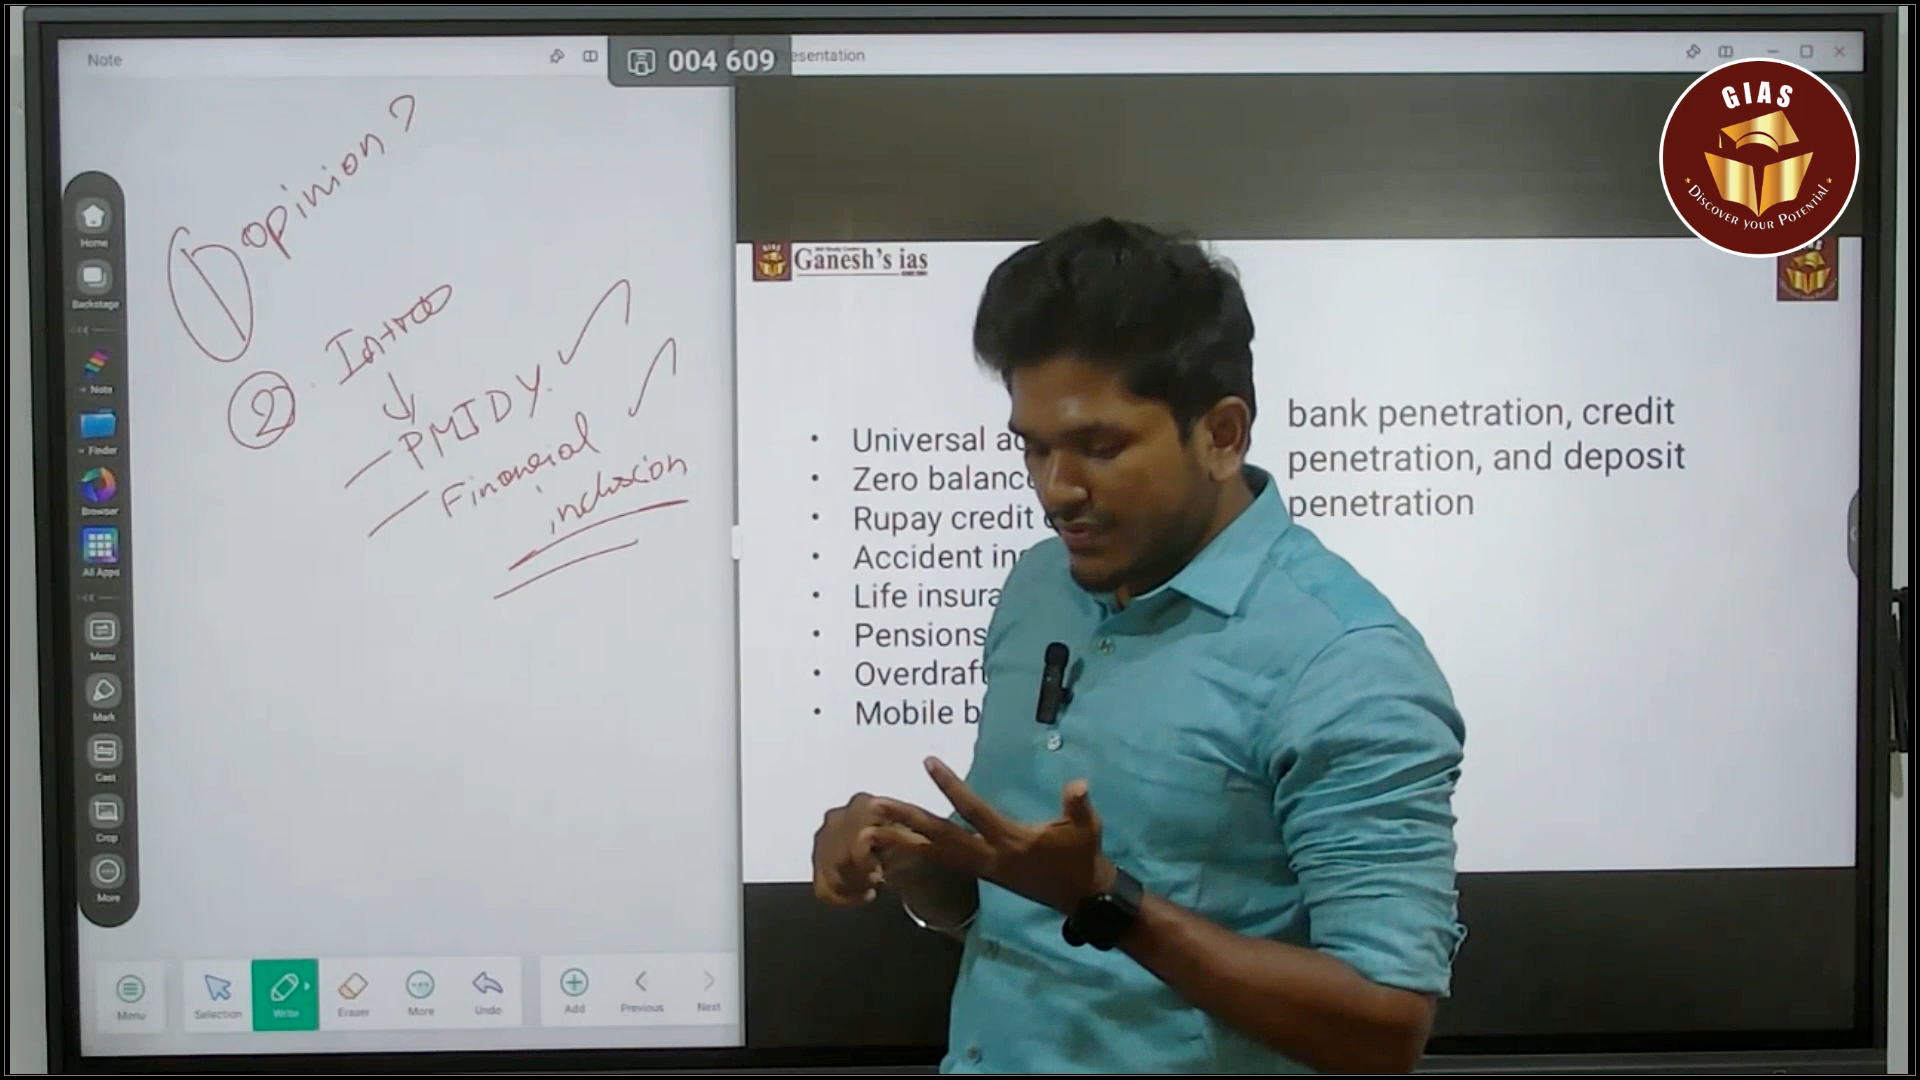 Note
004 609
esentation
GIAS
DISCOVER YOUR POTENTIAL
opinion?
② Intro
PMJDY
Financial
inclusion
Ganesh's ias
Universal ac
Zero balance
Rupay credit
Accident in
Life insura
Pensions
Overdraft
Mobile b
bank penetration, credit
penetration, and deposit
penetration
Home
Backstage
Note
Finder
Browser
All Apps
Menu
Mark
Cast
Crop
More
Menu
Selection
Write
Eraser
More
Undo
Add
Previous
Next